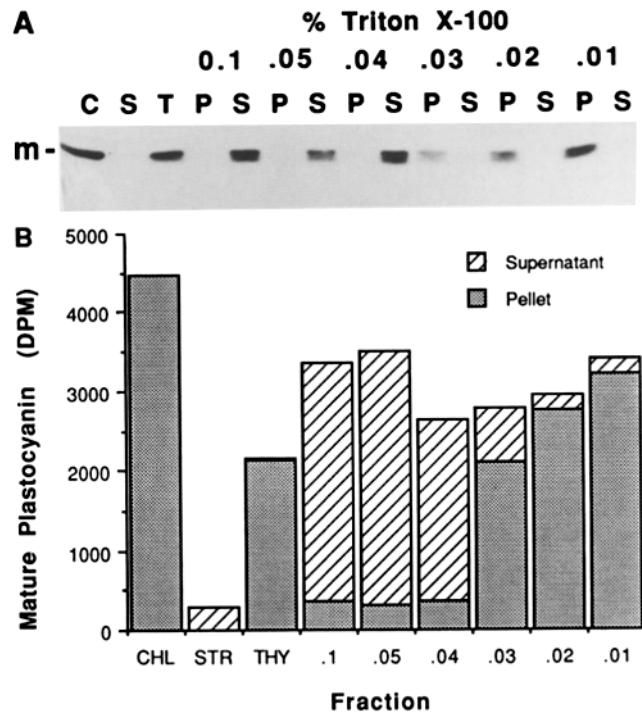 A
% Triton X-100
0.1 .05 .04 .03 .02 .01
C S T P S P S P S P S P S P S
m -
B
5000
4000
3000
2000
1000
0
Mature Plastocyanin (DPM)
Supernatant
Pellet
CHL STR THY .1 .05 .04 .03 .02 .01
Fraction